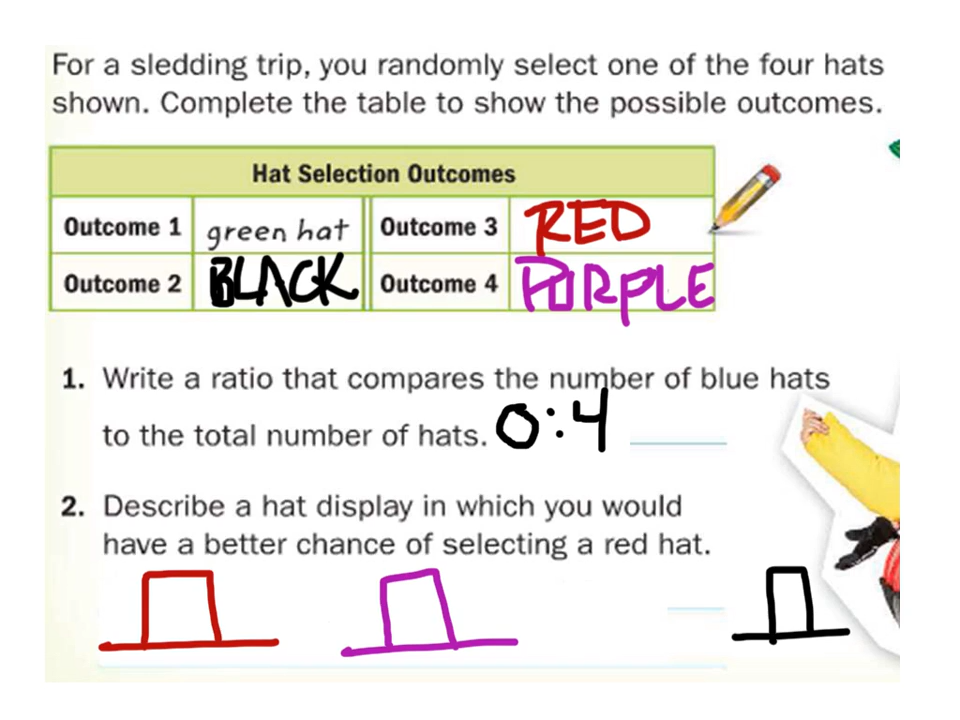 For a sledding trip, you randomly select one of the four hats
shown. Complete the table to show the possible outcomes.
Hat Selection Outcomes
Outcome 1 green hat Outcome 3 RED
Outcome 2 BLACK Outcome 4 PURPLE
1. Write a ratio that compares the number of blue hats
to the total number of hats. 0:4
2. Describe a hat display in which you would
have a better chance of selecting a red hat.